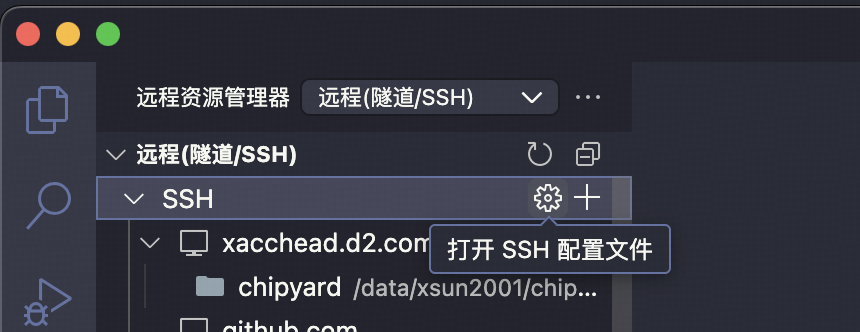 远程资源管理器 远程(隧道/SSH)
远程(隧道/SSH)
SSH
xacchead.d2.com
打开 SSH 配置文件
chipyard /data/xsun2001/chip...
github.com